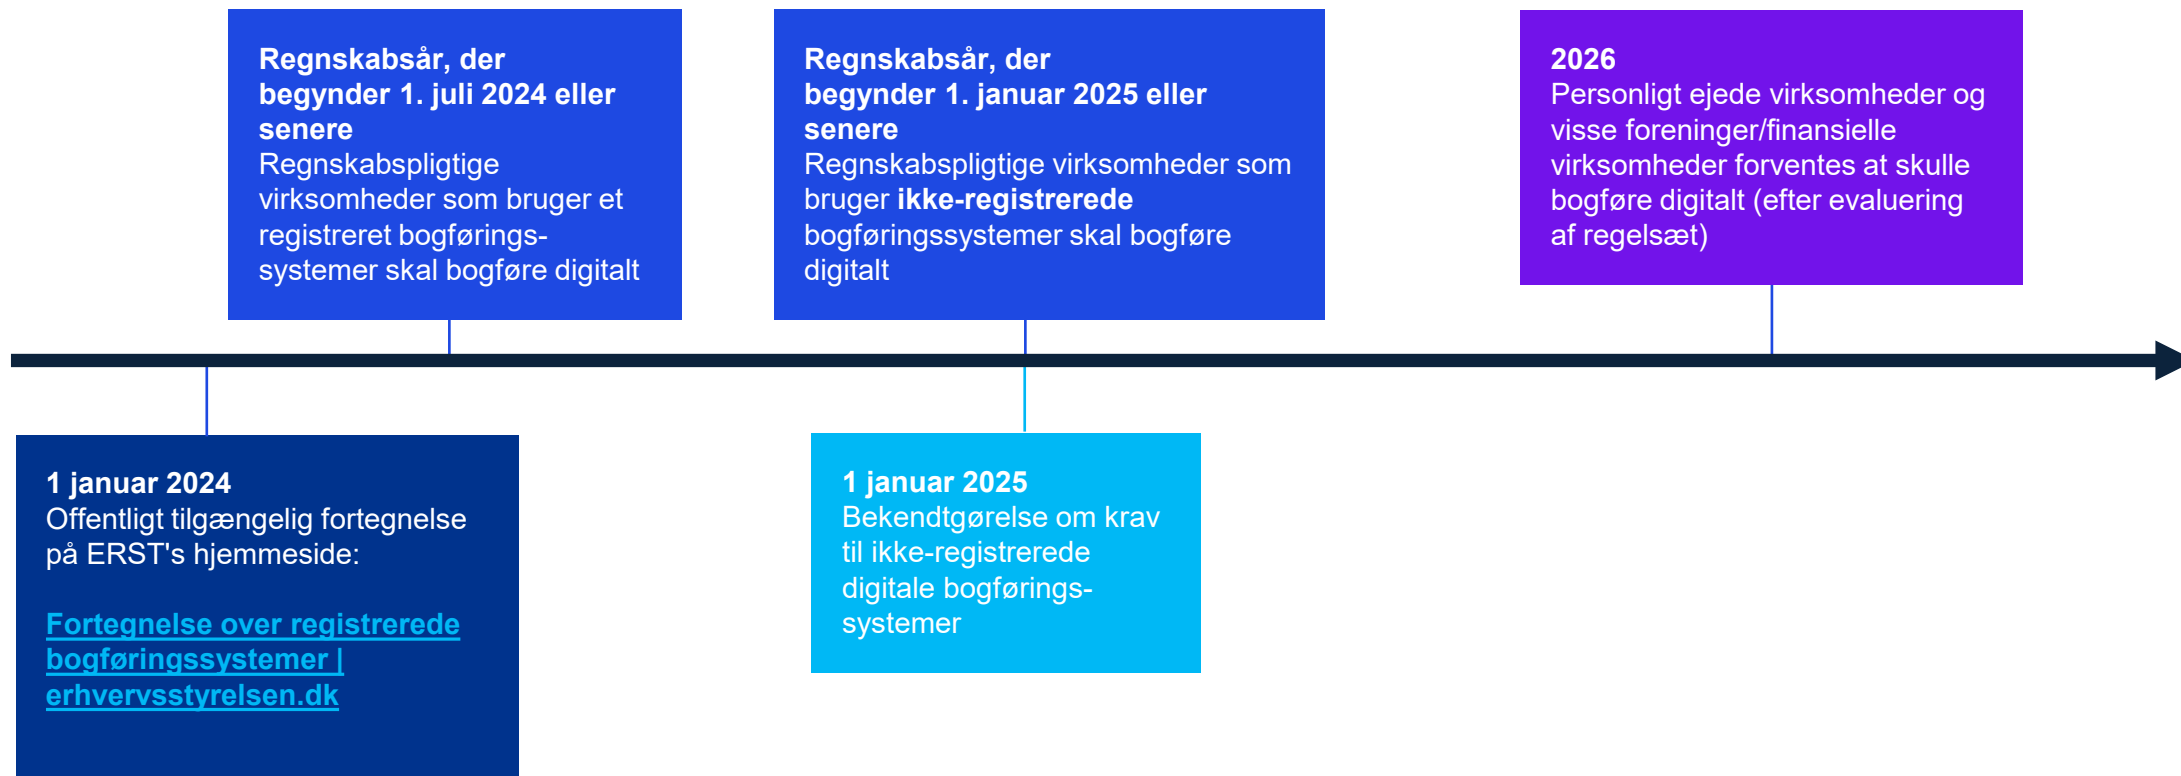 Regnskabsår, der
begynder 1. juli 2024 eller
senere
Regnskabspligtige
virksomheder som bruger et
registreret bogførings-
systemer skal bogføre digitalt
Regnskabsår, der
begynder 1. januar 2025 eller
senere
Regnskabspligtige virksomheder som
bruger ikke-registrerede
bogføringssystemer skal bogføre
digitalt
2026
Personligt ejede virksomheder og
visse foreninger/finansielle
virksomheder forventes at skulle
bogføre digitalt (efter evaluering
af regelsæt)
1 januar 2024
Offentligt tilgængelig fortegnelse
på ERST's hjemmeside:
Fortegnelse over registrerede
bogføringssystemer |
erhvervsstyrelsen.dk
1 januar 2025
Bekendtgørelse om krav
til ikke-registrerede
digitale bogførings-
systemer